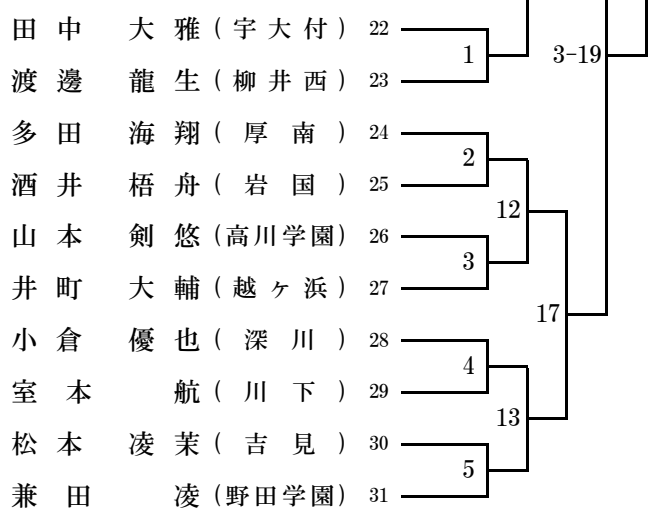 田中 大雅 (宇大付) 22
1
3-19
渡邊 龍生 (柳井西) 23
多田 海翔 (厚南) 24
2
酒井 梧舟 (岩国) 25
12
山本 剣悠 (高川学園) 26
3
井町 大輔 (越ヶ浜) 27
17
小倉 優也 (深川) 28
4
室本 航 (川下) 29
13
松本 凌茉 (吉見) 30
5
兼田 凌 (野田学園) 31